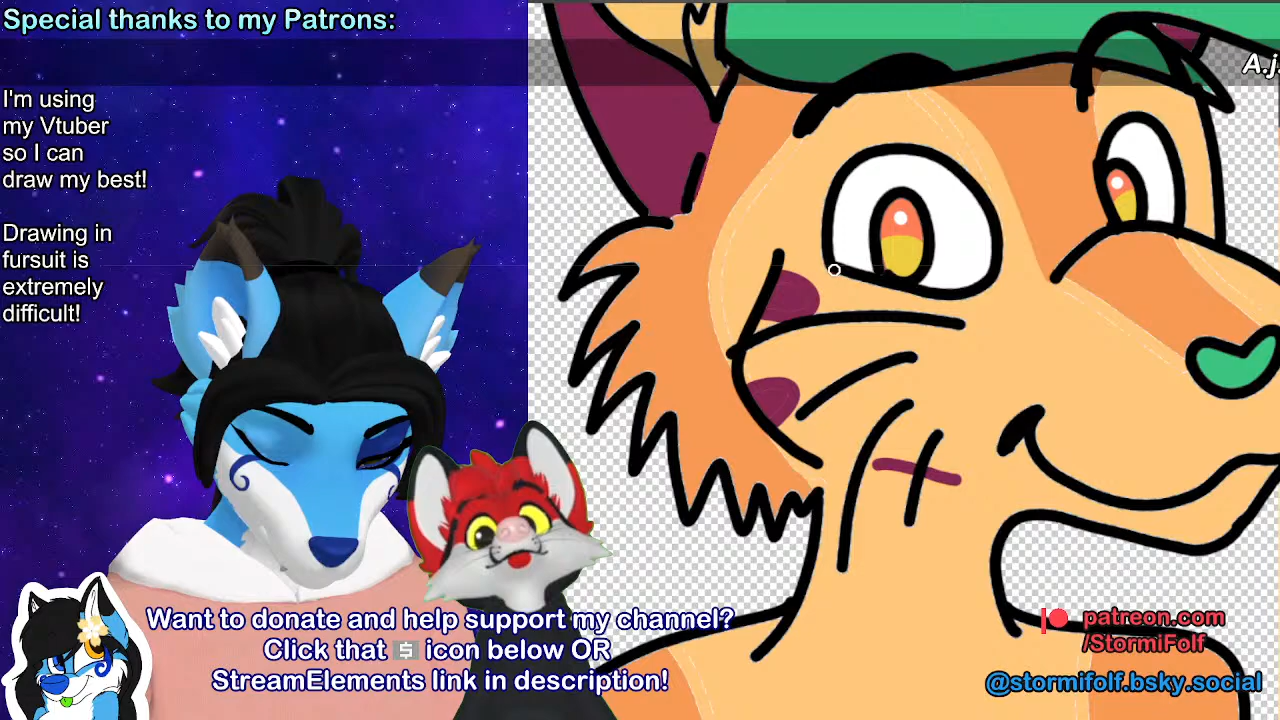 Special thanks to my Patrons:
A.j.
I'm using
my Vtuber
so I can
draw my best!
Drawing in
fursuit is
extremely
difficult!
Want to donate and help support my channel?
Click that $ icon below OR
StreamElements link in description!
patreon.com
/StormiFolf
@stormifolf.bsky.social